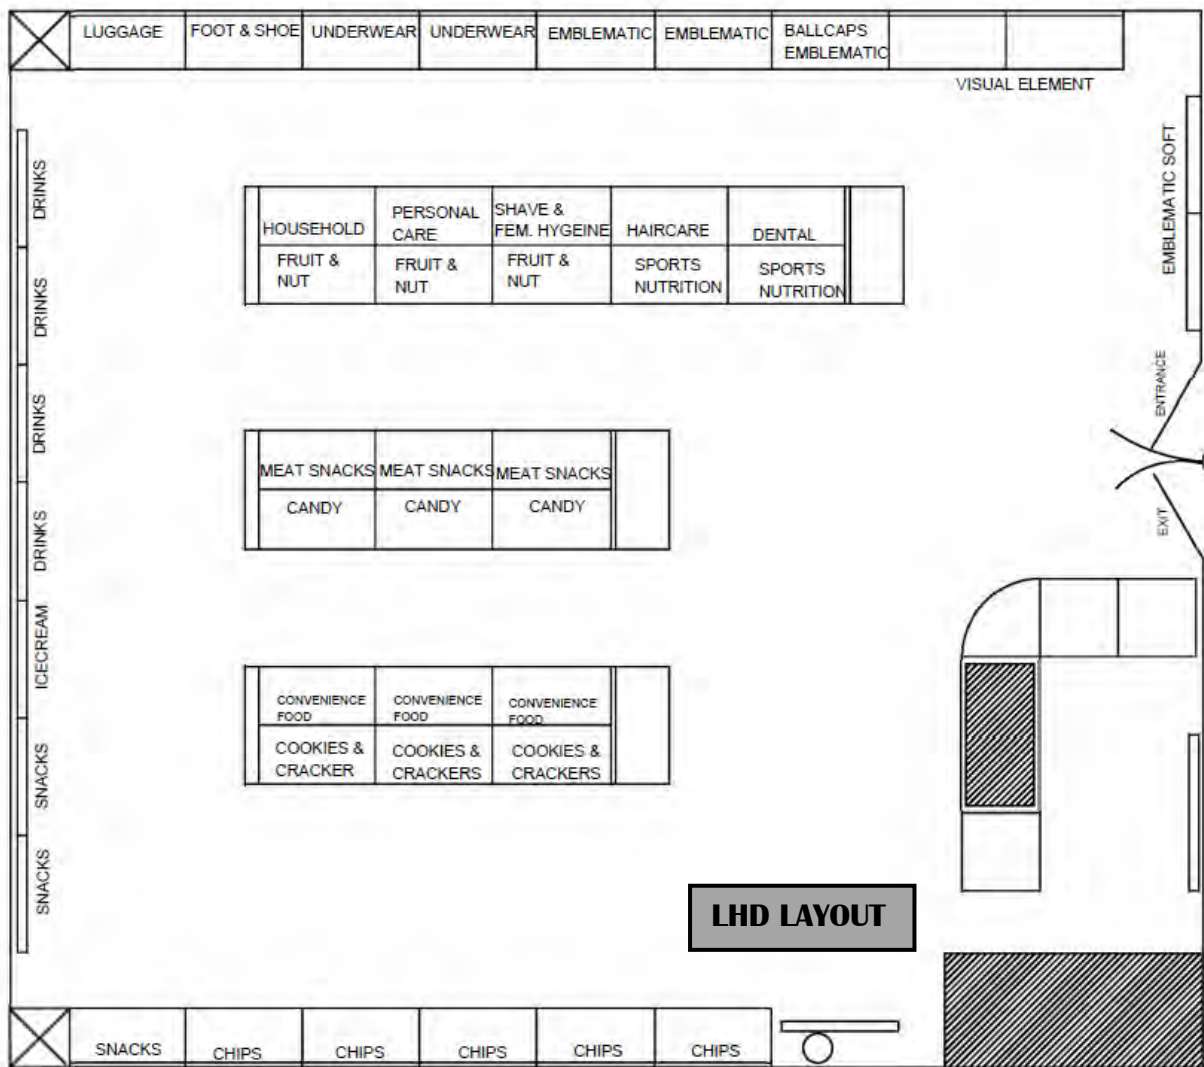 LUGGAGE
FOOT & SHOE
UNDERWEAR
UNDERWEAR
EMBLEMATIC
EMBLEMATIC
BALLCAPS
EMBLEMATIC
VISUAL ELEMENT
EMBLEMATIC SOFT
DRINKS
DRINKS
DRINKS
DRINKS
ICECREAM
SNACKS
SNACKS
HOUSEHOLD
PERSONAL
CARE
SHAVE &
FEM. HYGEINE
HAIRCARE
DENTAL
FRUIT &
NUT
FRUIT &
NUT
FRUIT &
NUT
SPORTS
NUTRITION
SPORTS
NUTRITION
ENTRANCE
EXIT
MEAT SNACKS
MEAT SNACKS
MEAT SNACKS
CANDY
CANDY
CANDY
CONVENIENCE
FOOD
CONVENIENCE
FOOD
CONVENIENCE
FOOD
COOKIES &
CRACKER
COOKIES &
CRACKERS
COOKIES &
CRACKERS
LHD LAYOUT
SNACKS
CHIPS
CHIPS
CHIPS
CHIPS
CHIPS